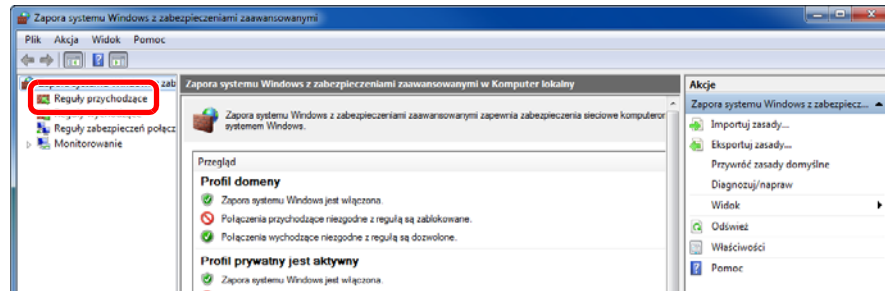 Zapora systemu Windows z zabezpieczeniami zaawansowanymi
Plik Akcja Widok Pomoc
zab
Reguły przychodzące
Reguły zabezpieczeń połącz
Monitorowanie
Zapora systemu Windows z zabezpieczeniami zaawansowanymi w Komputer lokalny
Zapora systemu Windows z zabezpieczeniami zaawansowanymi zapewnia zabezpieczenia sieciowe komputeror
systemem Windows.
Przegląd
Profil domeny
Zapora systemu Windows jest włączona.
Połączenia przychodzące niezgodne z regułą są zablokowane.
Połączenia wychodzące niezgodne z regułą są dozwolone.
Profil prywatny jest aktywny
Zapora systemu Windows jest włączona.
Akcje
Zapora systemu Windows z zabezpiecz...
Importuj zasady...
Eksportuj zasady...
Przywróć zasady domyślne
Diagnozuj/napraw
Widok
Odśwież
Właściwości
Pomoc